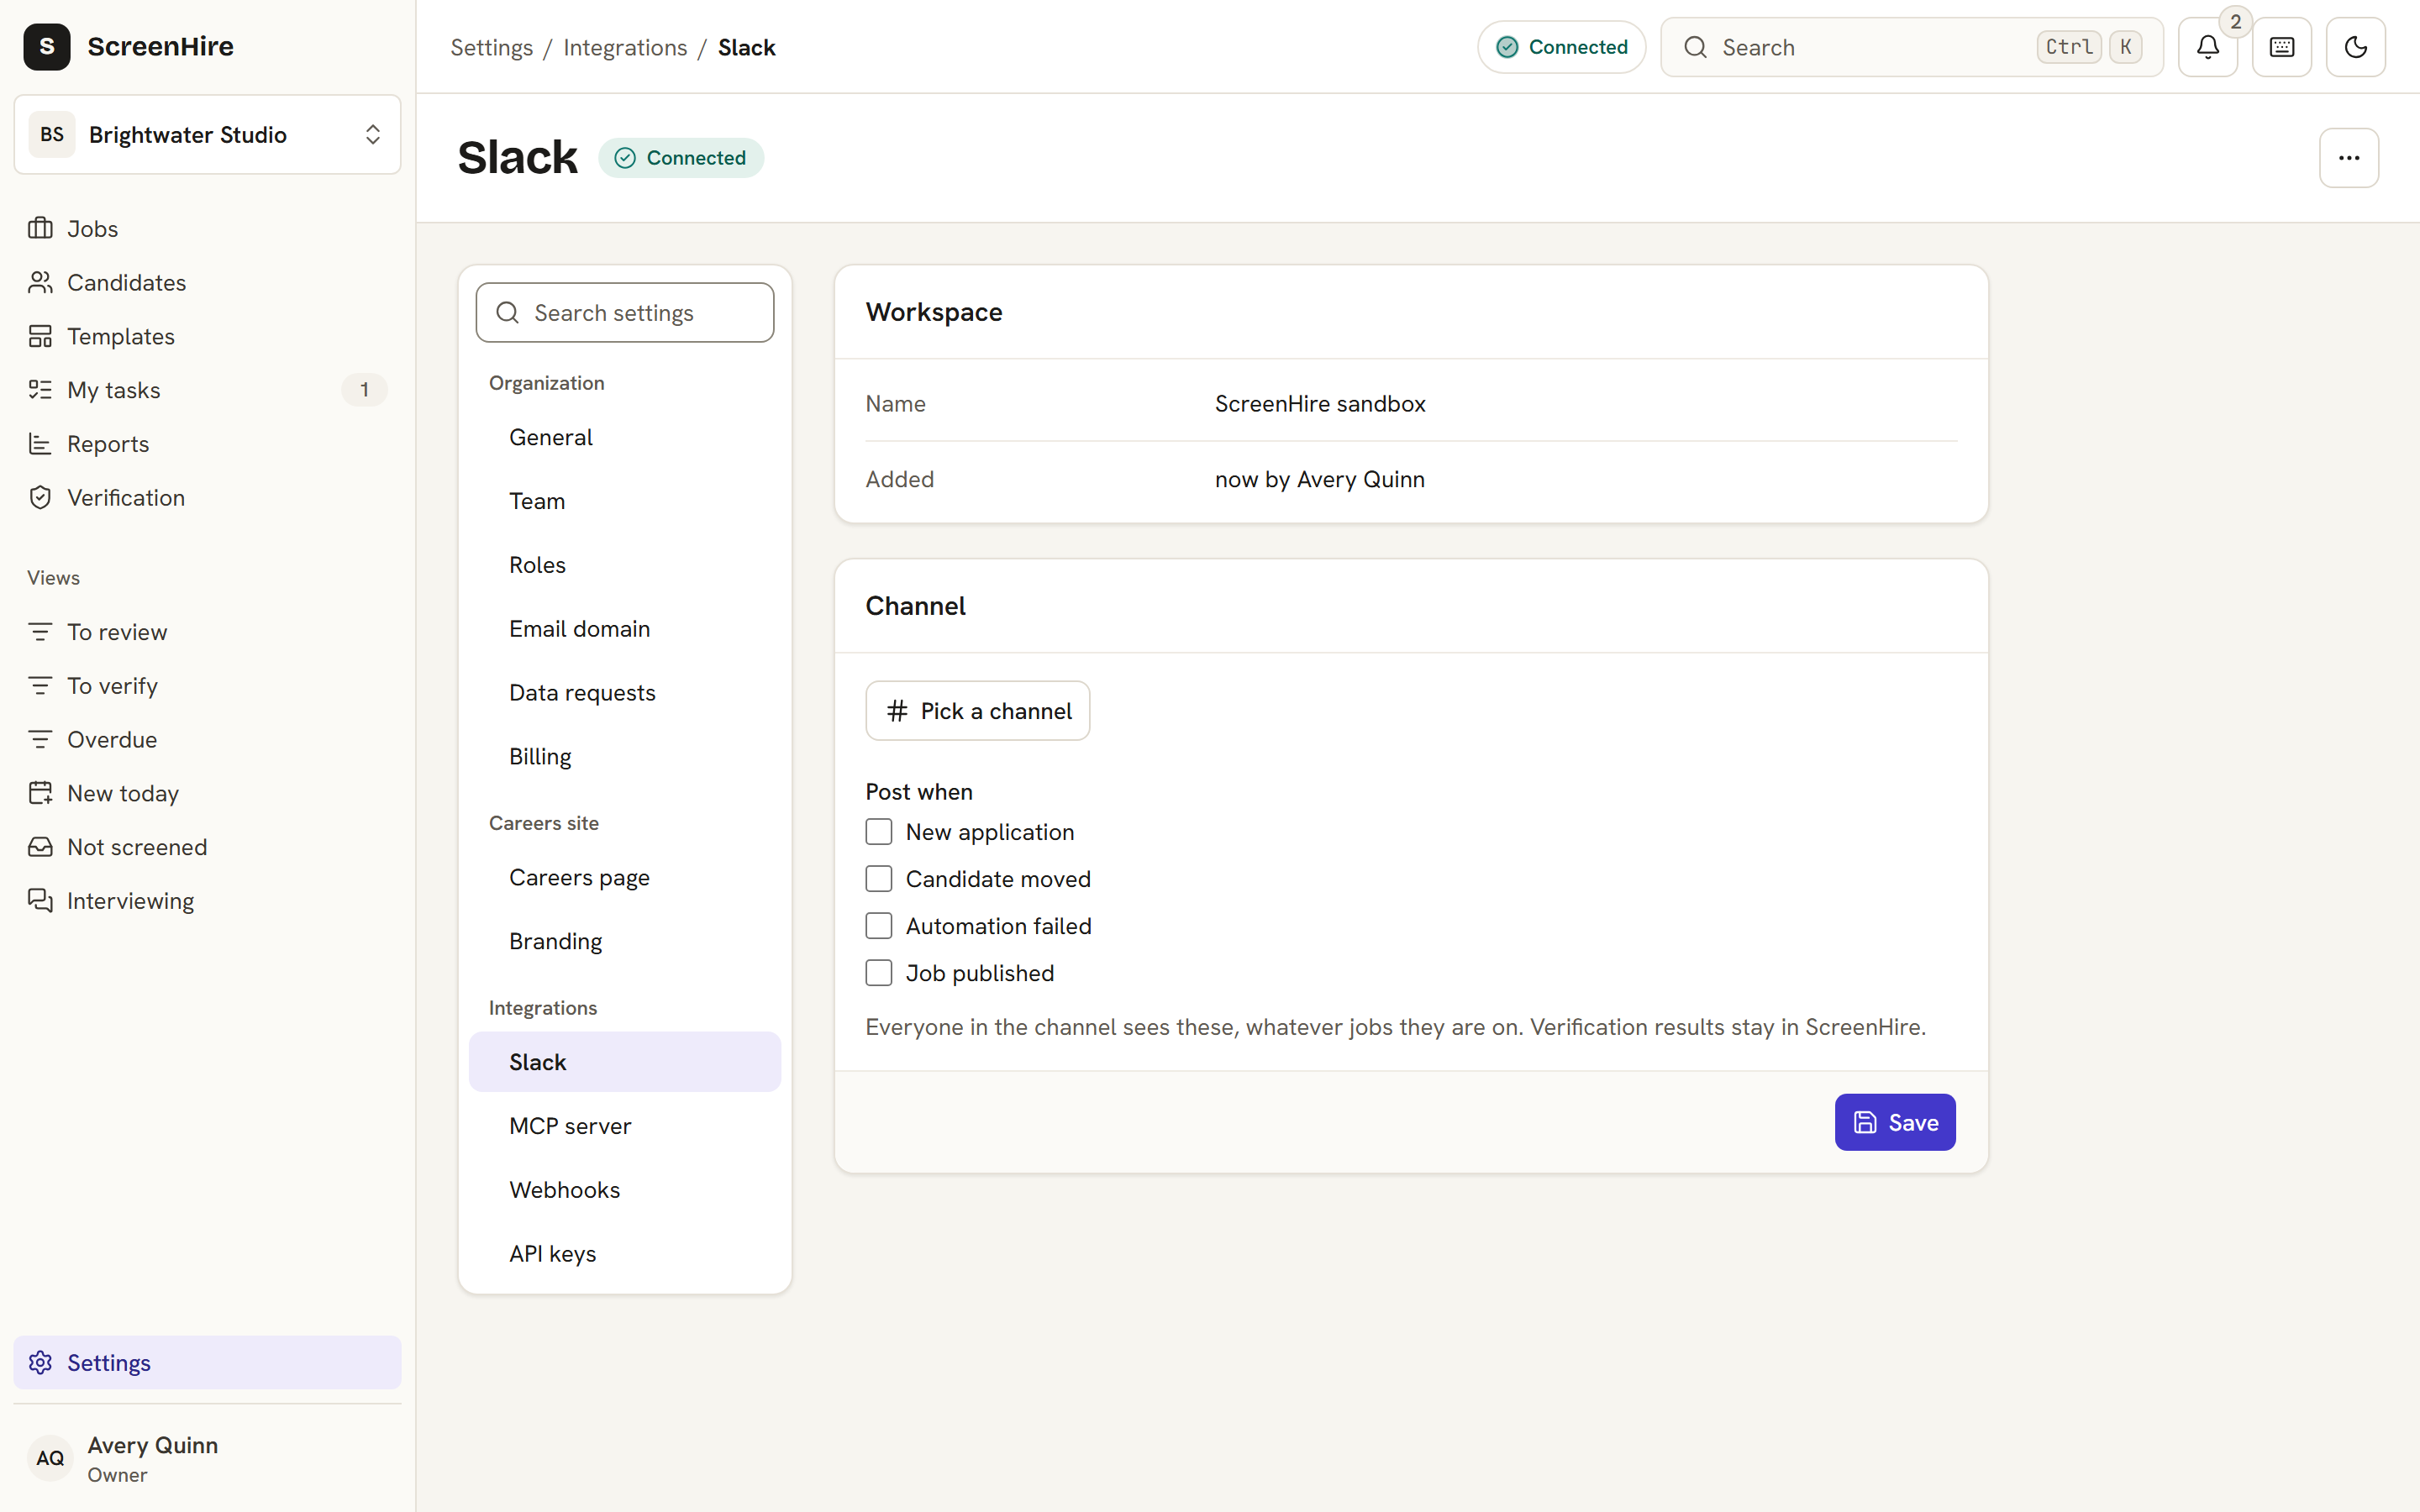 S ScreenHire
BS Brightwater Studio
Jobs
Candidates
Templates
My tasks 1
Reports
Verification
Views
To review
To verify
Overdue
New today
Not screened
Interviewing
Settings
AQ Avery Quinn
Owner
Settings / Integrations / Slack
Connected
Search Ctrl K
2
Slack Connected
Search settings
Organization
General
Team
Roles
Email domain
Data requests
Billing
Careers site
Careers page
Branding
Integrations
Slack
MCP server
Webhooks
API keys
Workspace
Name ScreenHire sandbox
Added now by Avery Quinn
Channel
# Pick a channel
Post when
New application
Candidate moved
Automation failed
Job published
Everyone in the channel sees these, whatever jobs they are on. Verification results stay in ScreenHire.
Save